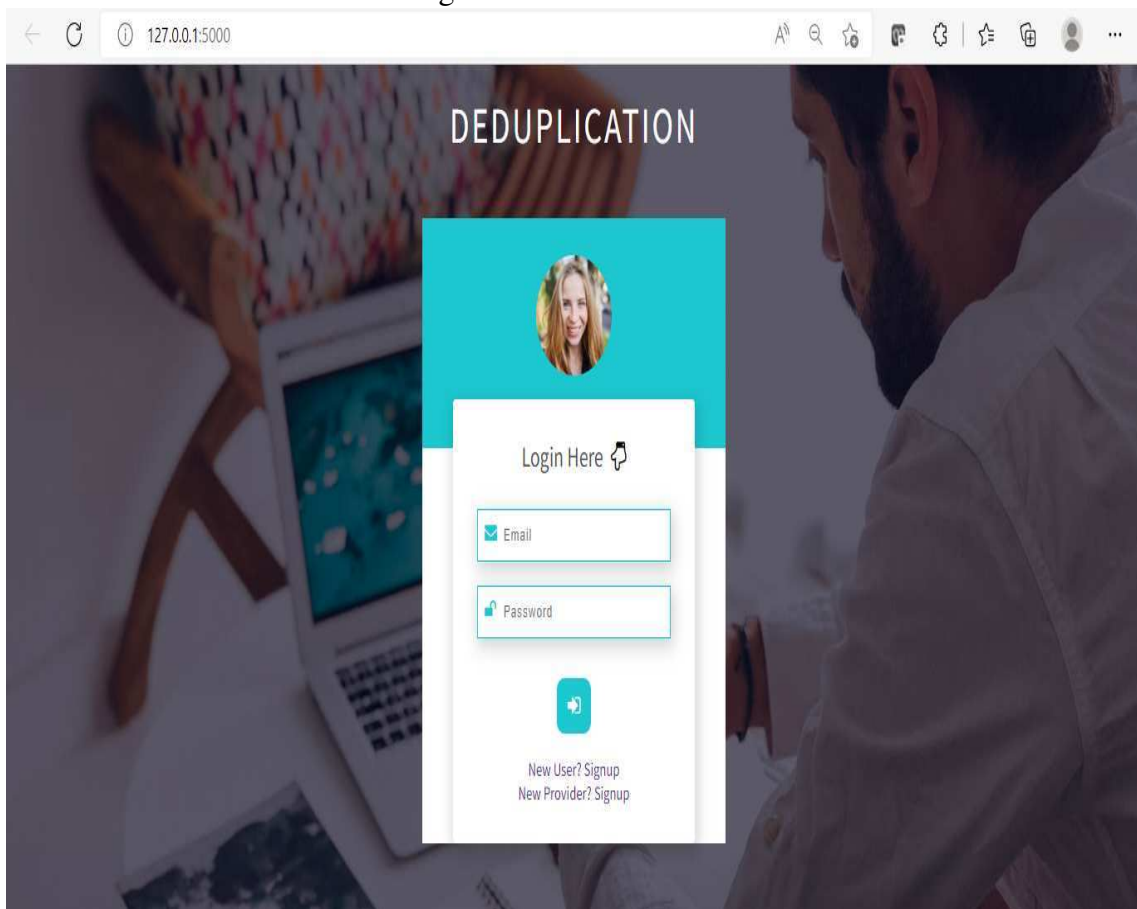 127.0.0.1:5000
DEDUPLICATION
Login Here
Email
Password
New User? Signup
New Provider? Signup